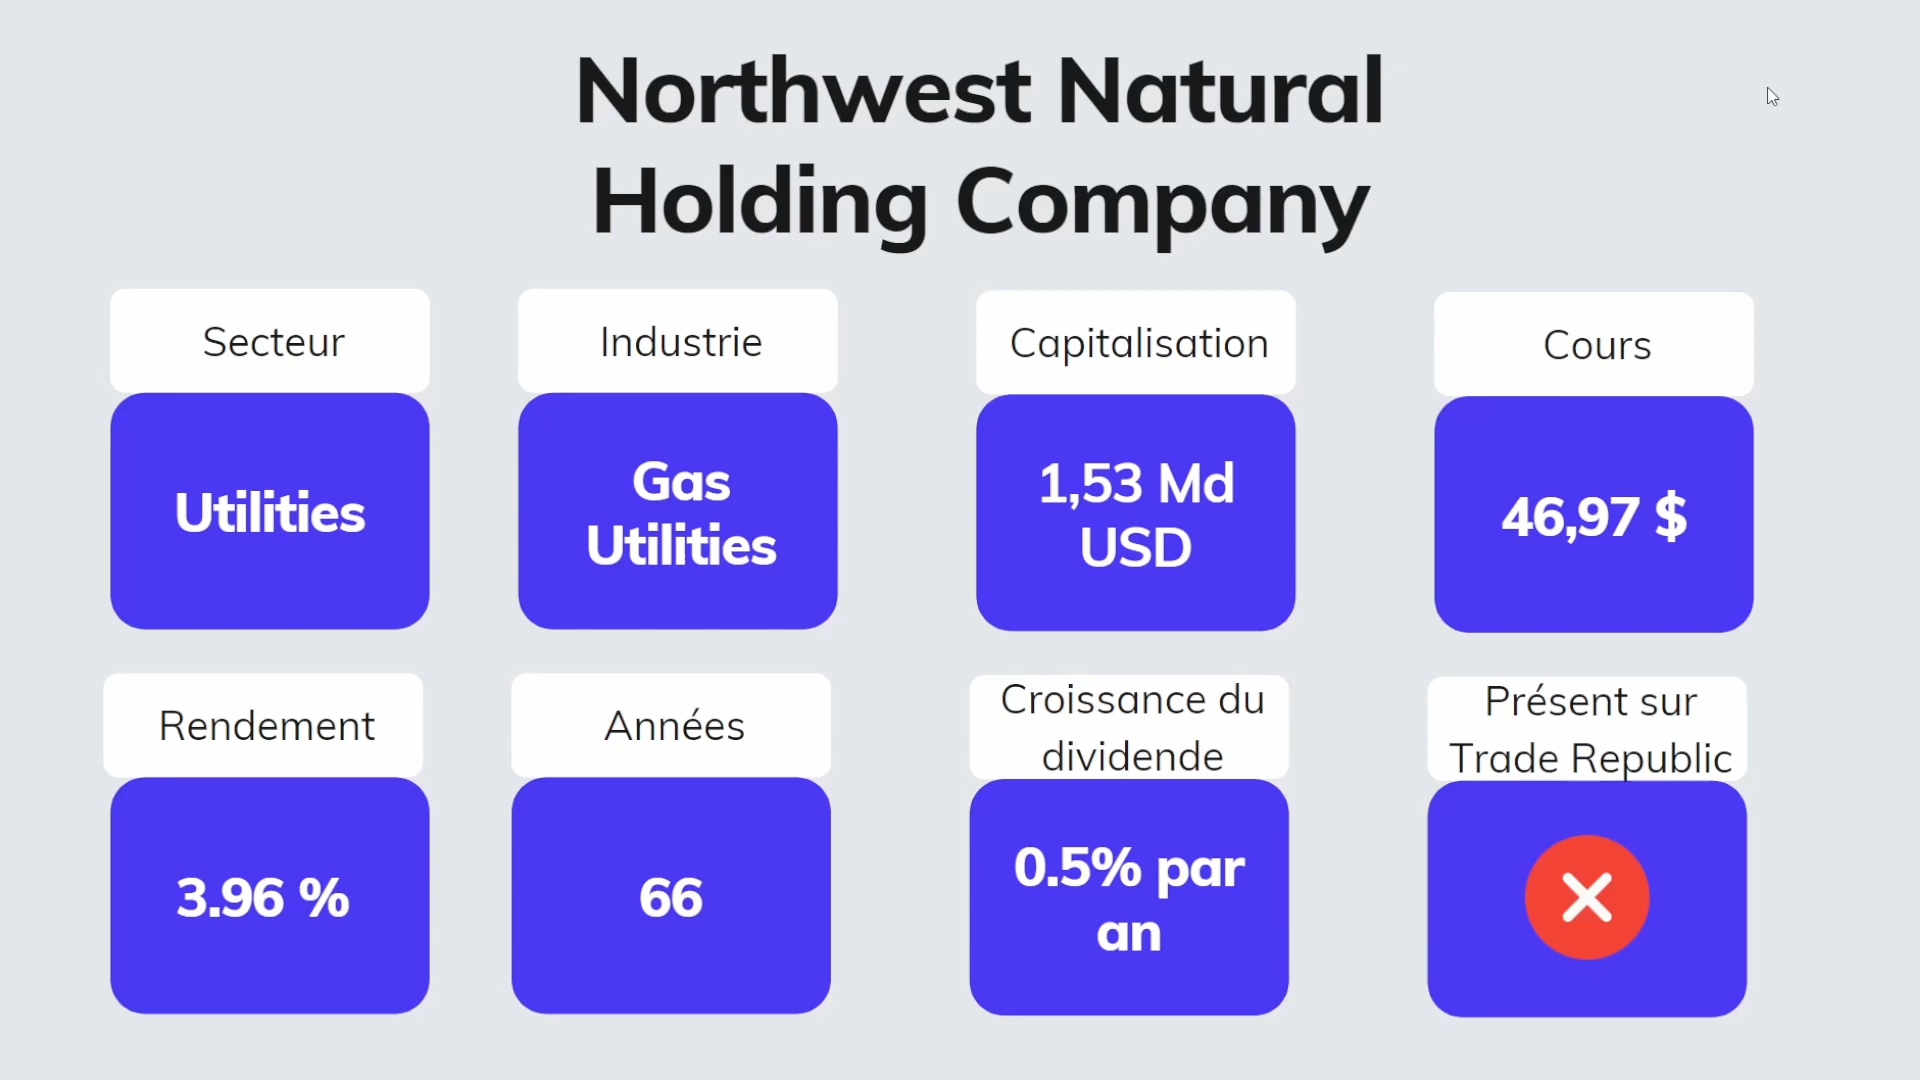 Northwest Natural
Holding Company
Secteur
Utilities
Industrie
Gas
Utilities
Capitalisation
1,53 Md
USD
Cours
46,97 $
Rendement
3.96 %
Années
66
Croissance du
dividende
0.5% par
an
Présent sur
Trade Republic